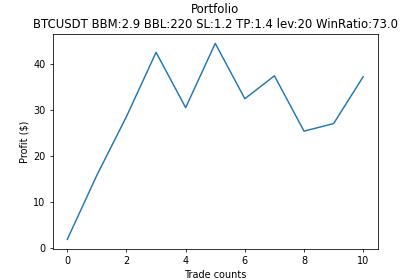 Portfolio
BTCUSDT BBM:2.9 BBL:220 SL:1.2 TP:1.4 lev:20 WinRatio:73.0
Profit ($)
40
30
20
10
0
0 2 4 6 8 10
Trade counts